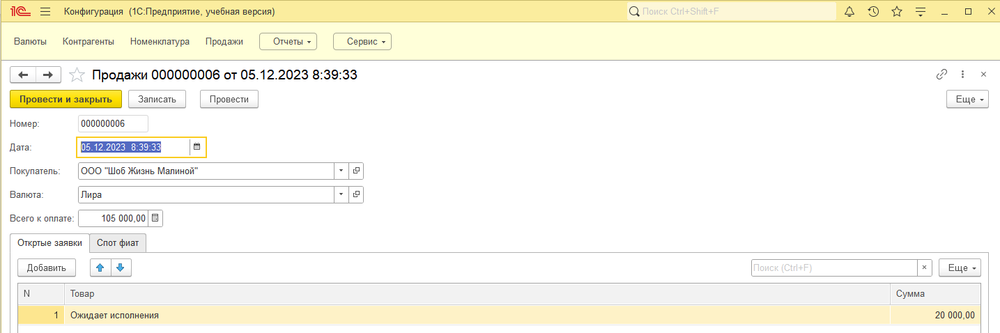 1С Конфигурация (1С:Предприятие, учебная версия) Поиск Ctrl+Shift+F
Валюты Контрагенты Номенклатура Продажи Отчеты Сервис
Продажи 000000006 от 05.12.2023 8:39:33
Провести и закрыть Записать Провести Еще
Номер: 000000006
Дата: 05.12.2023 8:39:33
Покупатель: ООО "Шоб Жизнь Малиной"
Валюта: Лира
Всего к оплате: 105 000,00
Откртые заявки Спот фиат
Добавить Поиск (Ctrl+F) × Еще
N Товар Сумма
1 Ожидает исполнения 20 000,00